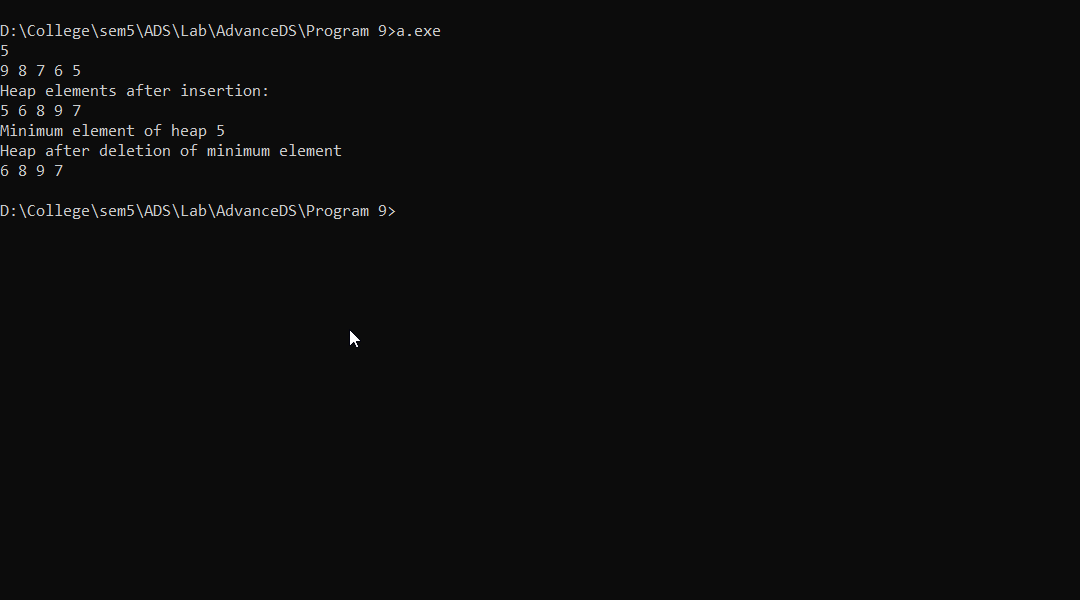 D:\College\sem5\ADS\Lab\AdvanceDS\Program 9>a.exe
5
9 8 7 6 5
Heap elements after insertion:
5 6 8 9 7
Minimum element of heap 5
Heap after deletion of minimum element
6 8 9 7
D:\College\sem5\ADS\Lab\AdvanceDS\Program 9>